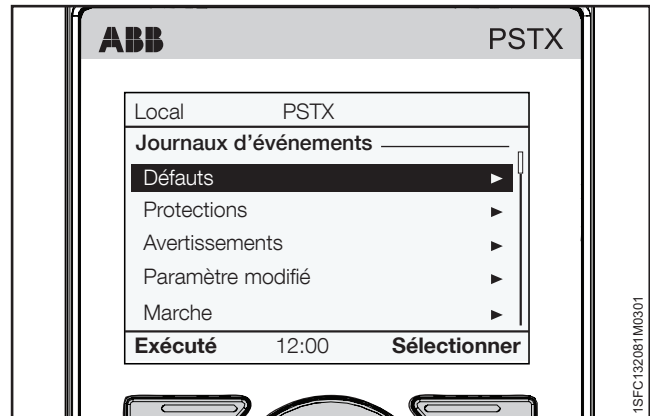 ABB PSTX
Local PSTX
Journaux d'événements
Défauts
Protections
Avertissements
Paramètre modifié
Marche
Exécuté 12:00 Sélectionner
1SFC132081M0301